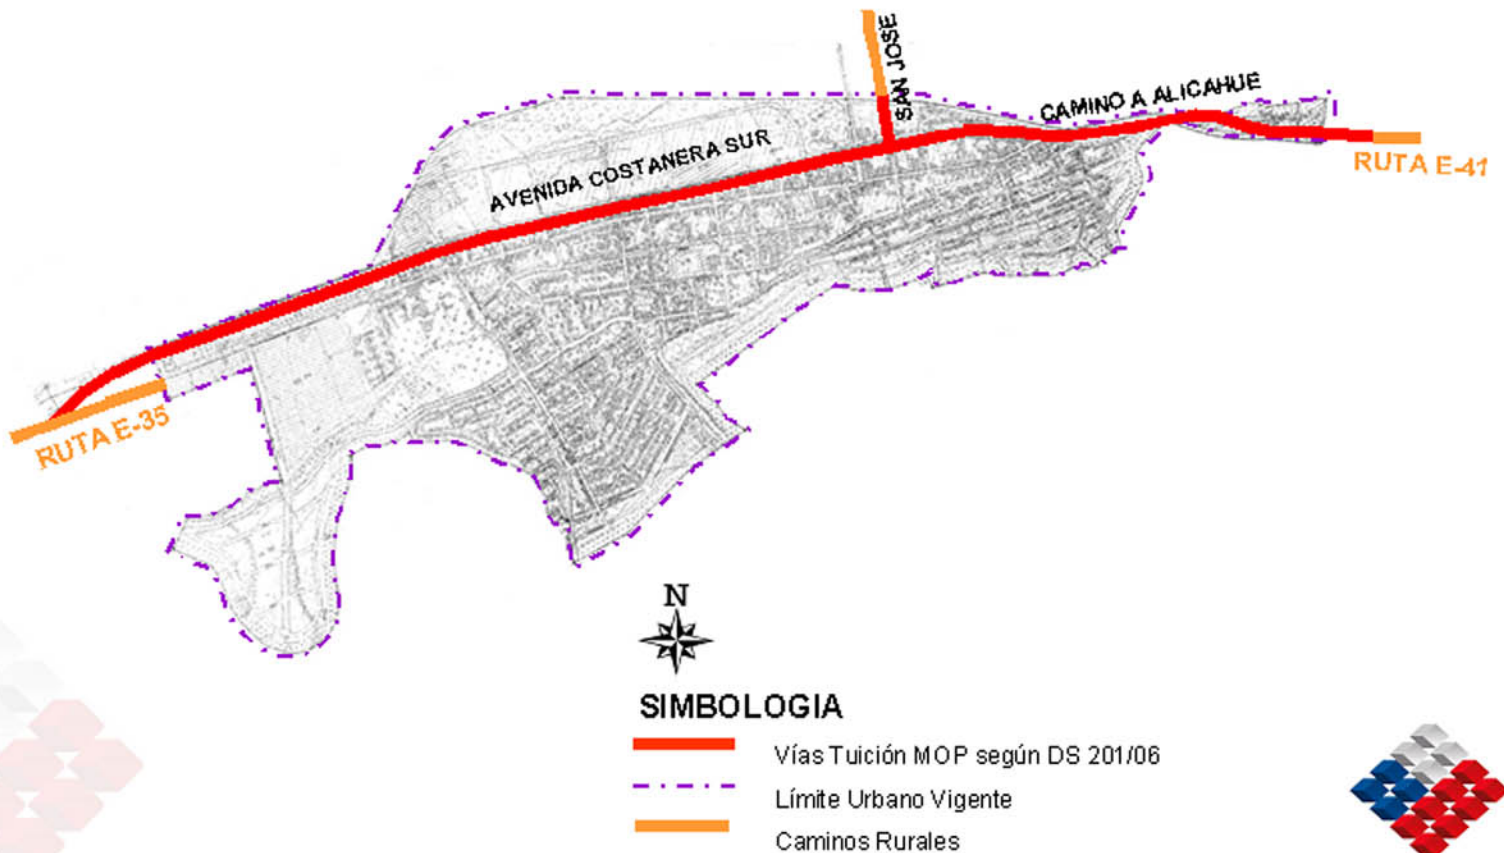 SAN JOSE
CAMINO A ALICAHUE
AVENIDA COSTANERA SUR
RUTA E-41
RUTA E-35
N
SIMBOLOGIA
Vías Tuición MOP según DS 201/06
Límite Urbano Vigente
Caminos Rurales